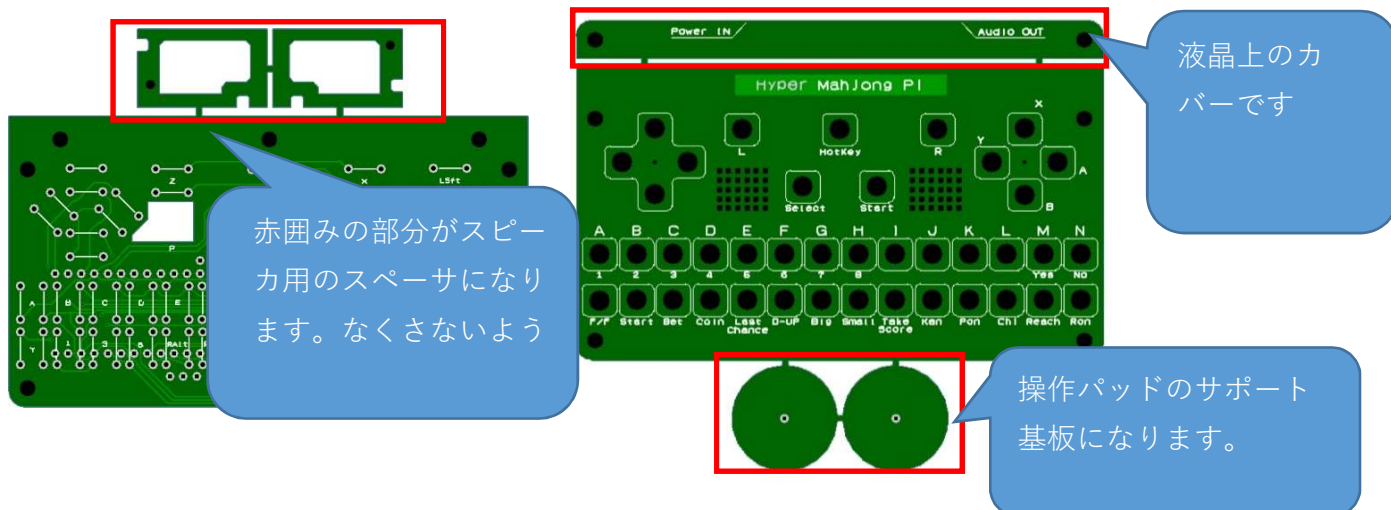 Power IN
Audio OUT
液晶上のカ
バーです
Hyper MahJong PI
X
L
HotKey
R
Y
A
Select
Start
B
Z
X
L5ft
P
赤囲みの部分がスピー
カ用のスペーサになり
ます。なくさないよう
A B C D E F G H I J K L M N
1 2 3 4 5 6 7 8 Yes No
A B C D E
P/P Start Bet Coin Last Chance D-UP Big Small Take Score Kan Pon Chi Reach Ron
Y 1 3 5 RAlt
操作パッドのサポート
基板になります。